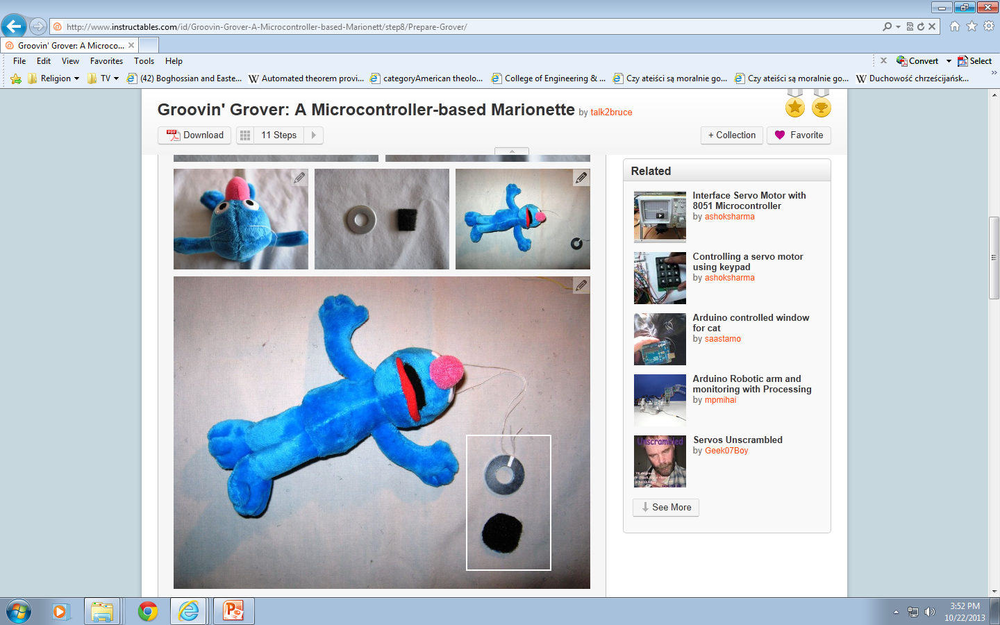 http://www.instructables.com/id/Groovin-Grover-A-Microcontroller-based-Marionett/step8/Prepare-Grover/
Groovin' Grover: A Microco...
File Edit View Favorites Tools Help
Convert Select
Religion TV (42) Boghossian and Easte... Automated theorem provi... categoryAmerican theolo... College of Engineering & ... Czy ateiści są moralnie go... Czy ateiści są moralnie go... Duchowość chrześcijańsk...
Groovin' Grover: A Microcontroller-based Marionette by talk2bruce
PDF Download 11 Steps + Collection Favorite
Related
Interface Servo Motor with
8051 Microcontroller
by ashoksharma
Controlling a servo motor
using keypad
by ashoksharma
Arduino controlled window
for cat
by saastamo
Arduino Robotic arm and
monitoring with Processing
by mpmihai
Unscrambled
Servos Unscrambled
by Geek07Boy
See More
3:52 PM
10/22/2013